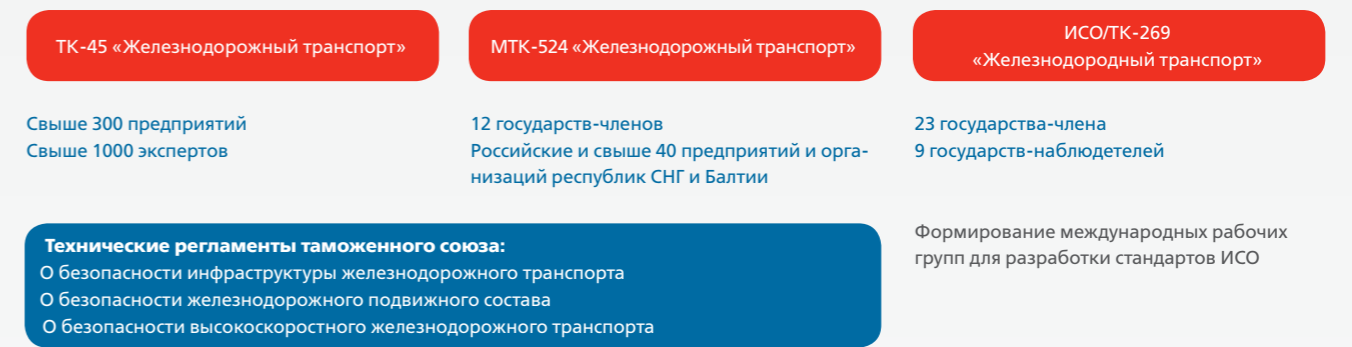 ТК-45 «Железнодорожный транспорт»
МТК-524 «Железнодорожный транспорт»
ИСО/ТК-269
«Железнодородный транспорт»
Свыше 300 предприятий
Свыше 1000 экспертов
12 государств-членов
Российские и свыше 40 предприятий и орга-
низаций республик СНГ и Балтии
23 государства-члена
9 государств-наблюдетелей
Технические регламенты таможенного союза:
О безопасности инфраструктуры железнодорожного транспорта
О безопасности железнодорожного подвижного состава
О безопасности высокоскоростного железнодорожного транспорта
Формирование международных рабочих
групп для разработки стандартов ИСО